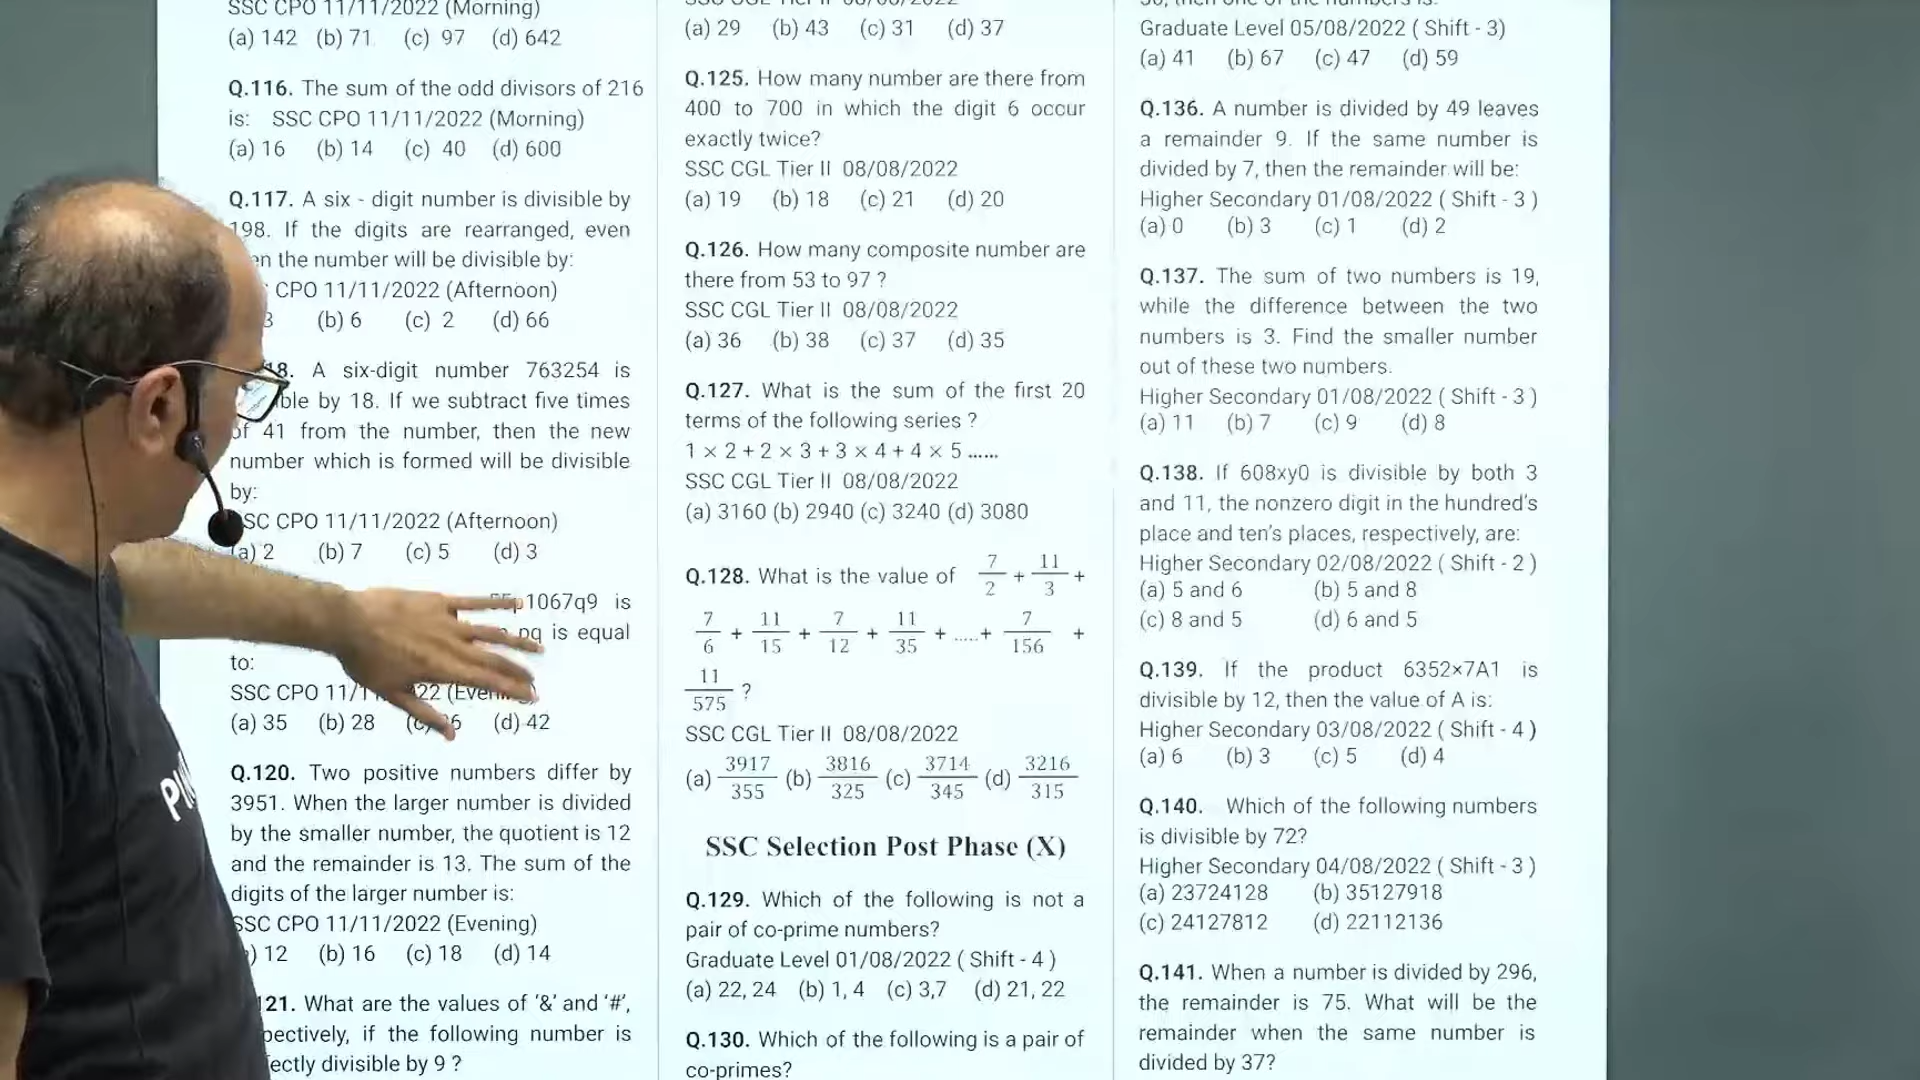 SSC CPO 11/11/2022 (Morning)
(a) 142 (b) 71 (c) 97 (d) 642
Q.116. The sum of the odd divisors of 216
is: SSC CPO 11/11/2022 (Morning)
(a) 16 (b) 14 (c) 40 (d) 600
Q.117. A six - digit number is divisible by
198. If the digits are rearranged, even
the number will be divisible by:
CPO 11/11/2022 (Afternoon)
3 (b) 6 (c) 2 (d) 66
18. A six-digit number 763254 is
by 18. If we subtract five times
of 41 from the number, then the new
number which is formed will be divisible
by:
SSC CPO 11/11/2022 (Afternoon)
(a) 2 (b) 7 (c) 5 (d) 3
55p1067q9 is
pq is equal
to:
SSC CPO
(a) 35 (b) 28 (d) 42
Q.120. Two positive numbers differ by
3951. When the larger number is divided
by the smaller number, the quotient is 12
and the remainder is 13. The sum of the
digits of the larger number is:
SSC CPO 11/11/2022 (Evening)
) 12 (b) 16 (c) 18 (d) 14
121. What are the values of ‘&’ and ‘#’,
if the following number is
divisible by 9 ?
SSC CGL Tier II 08/08/2022
(a) 29 (b) 43 (c) 31 (d) 37
Q.125. How many number are there from
400 to 700 in which the digit 6 occur
exactly twice?
SSC CGL Tier II 08/08/2022
(a) 19 (b) 18 (c) 21 (d) 20
Q.126. How many composite number are
there from 53 to 97 ?
SSC CGL Tier II 08/08/2022
(a) 36 (b) 38 (c) 37 (d) 35
Q.127. What is the sum of the first 20
terms of the following series ?
1 × 2 + 2 × 3 + 3 × 4 + 4 × 5 ......
SSC CGL Tier II 08/08/2022
(a) 3160 (b) 2940 (c) 3240 (d) 3080
Q.128. What is the value of 7/2 + 11/3 +
7/6 + 11/15 + 7/12 + 11/35 + .....+ 7/156 +
11/575 ?
SSC CGL Tier II 08/08/2022
(a) 3917/355 (b) 3816/325 (c) 3714/345 (d) 3216/315
SSC Selection Post Phase (X)
Q.129. Which of the following is not a
pair of co-prime numbers?
Graduate Level 01/08/2022 ( Shift - 4 )
(a) 22, 24 (b) 1, 4 (c) 3,7 (d) 21, 22
Q.130. Which of the following is a pair of
co-primes?
Graduate Level 05/08/2022 ( Shift - 3)
(a) 41 (b) 67 (c) 47 (d) 59
Q.136. A number is divided by 49 leaves
a remainder 9. If the same number is
divided by 7, then the remainder will be:
Higher Secondary 01/08/2022 ( Shift - 3 )
(a) 0 (b) 3 (c) 1 (d) 2
Q.137. The sum of two numbers is 19,
while the difference between the two
numbers is 3. Find the smaller number
out of these two numbers.
Higher Secondary 01/08/2022 ( Shift - 3 )
(a) 11 (b) 7 (c) 9 (d) 8
Q.138. If 608xy0 is divisible by both 3
and 11, the nonzero digit in the hundred's
place and ten's places, respectively, are:
Higher Secondary 02/08/2022 ( Shift - 2 )
(a) 5 and 6 (b) 5 and 8
(c) 8 and 5 (d) 6 and 5
Q.139. If the product 6352×7A1 is
divisible by 12, then the value of A is:
Higher Secondary 03/08/2022 ( Shift - 4 )
(a) 6 (b) 3 (c) 5 (d) 4
Q.140. Which of the following numbers
is divisible by 72?
Higher Secondary 04/08/2022 ( Shift - 3 )
(a) 23724128 (b) 35127918
(c) 24127812 (d) 22112136
Q.141. When a number is divided by 296,
the remainder is 75. What will be the
remainder when the same number is
divided by 37?